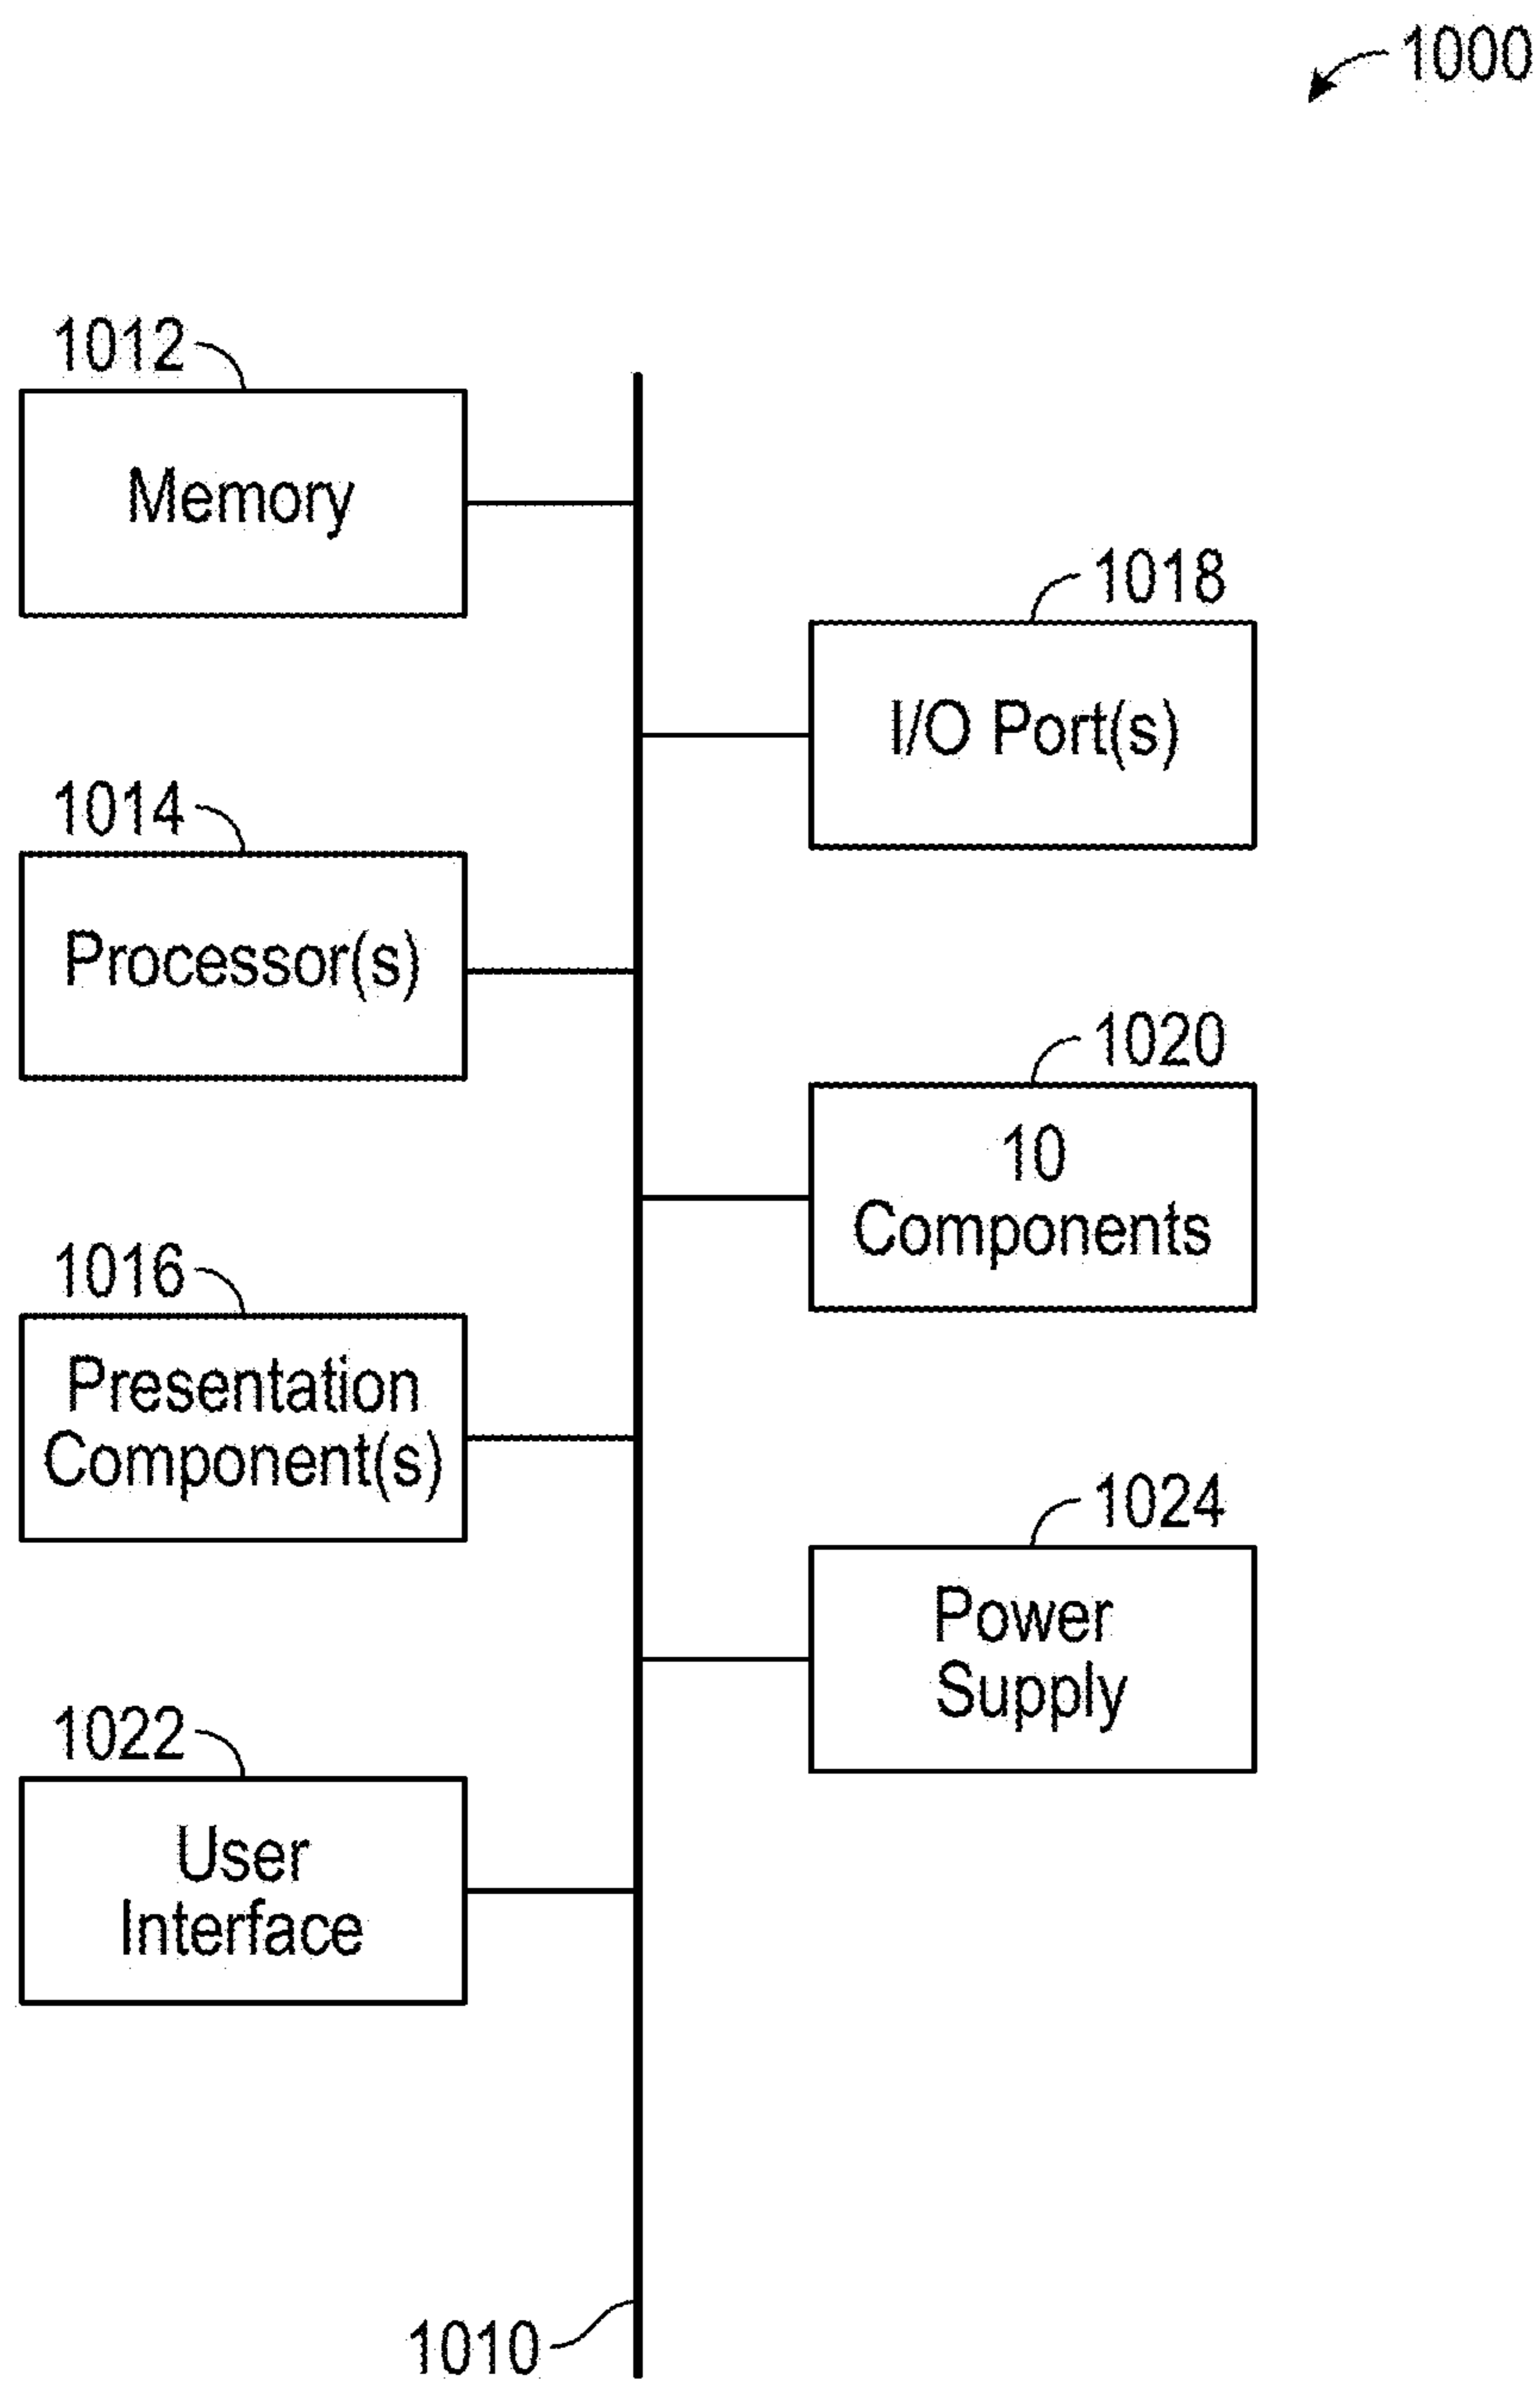 1000
1012
Memory
1018
I/O Port(s)
1014
Processor(s)
1020
10
Components
1016
Presentation
Component(s)
1024
Power
Supply
1022
User
Interface
1010